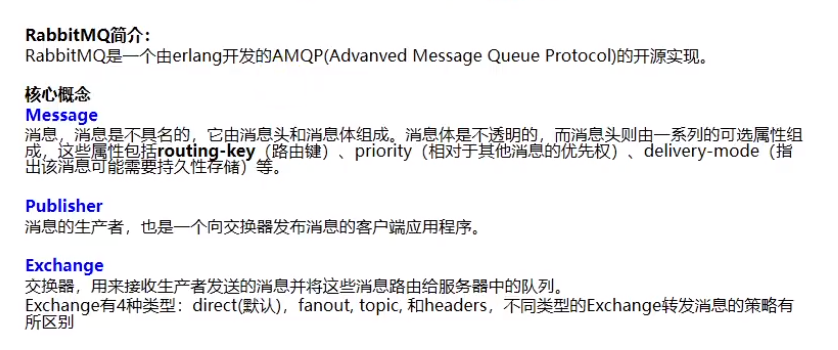 RabbitMQ简介：
RabbitMQ是一个由erlang开发的AMQP(Advanved Message Queue Protocol)的开源实现。
核心概念
Message
消息，消息是不具名的，它由消息头和消息体组成。消息体是不透明的，而消息头则由一系列的可选属性组
成，这些属性包括routing-key（路由键）、priority（相对于其他消息的优先权）、delivery-mode（指
出该消息可能需要持久性存储）等。
Publisher
消息的生产者，也是一个向交换器发布消息的客户端应用程序。
Exchange
交换器，用来接收生产者发送的消息并将这些消息路由给服务器中的队列。
Exchange有4种类型：direct(默认)，fanout, topic, 和headers，不同类型的Exchange转发消息的策略有
所区别